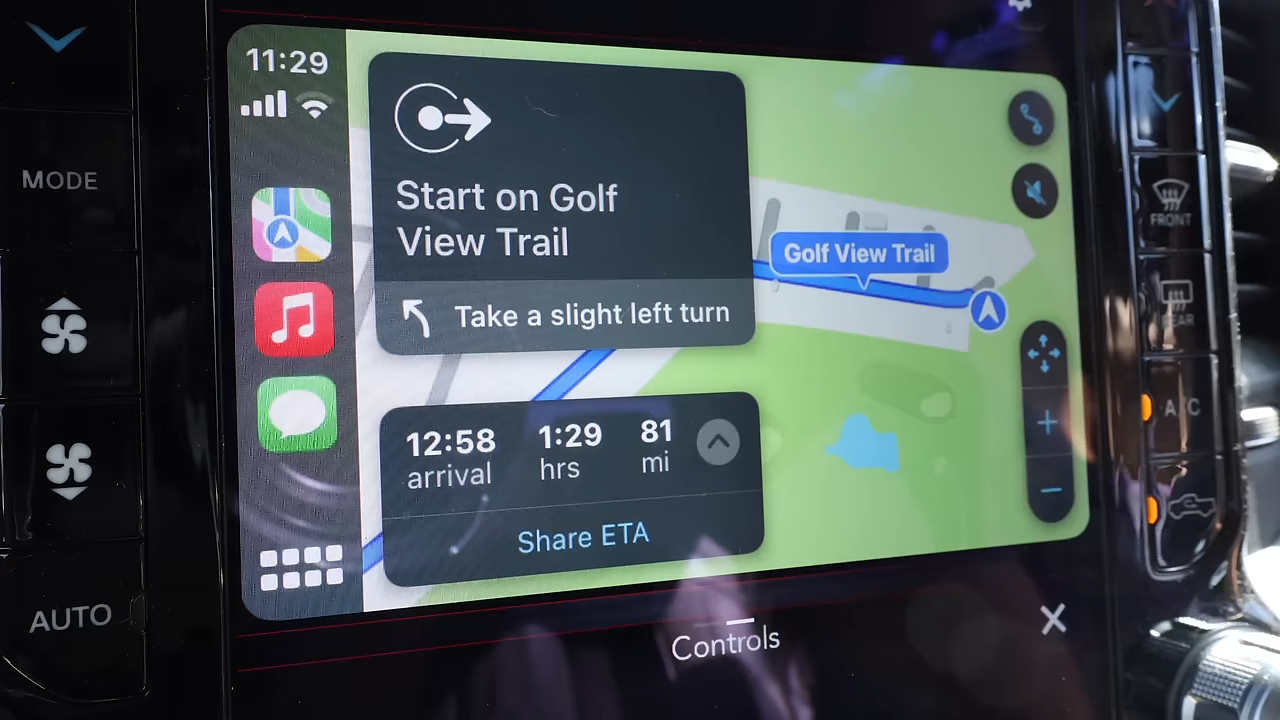 11:29
MODE
AUTO
Start on Golf
View Trail
Take a slight left turn
Golf View Trail
12:58
arrival
1:29
hrs
81
mi
Share ETA
Controls
FRONT
REAR
A/C